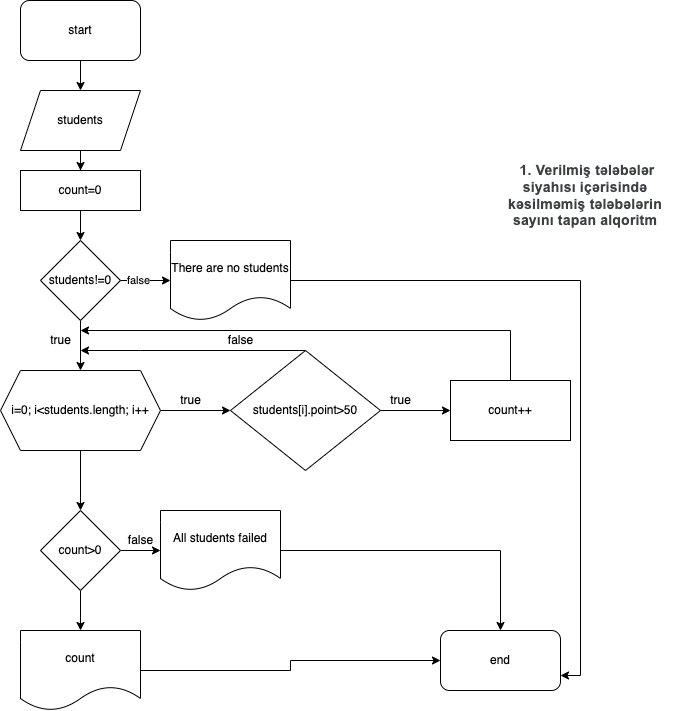 start
students
count=0
1. Verilmiş tələbələr
siyahısı içərisində
kəsilməmiş tələbələrin
sayını tapan alqoritm
students!=0
false
There are no students
true
false
i=0; i<students.length; i++
true
students[i].point>50
true
count++
count>0
false
All students failed
count
end